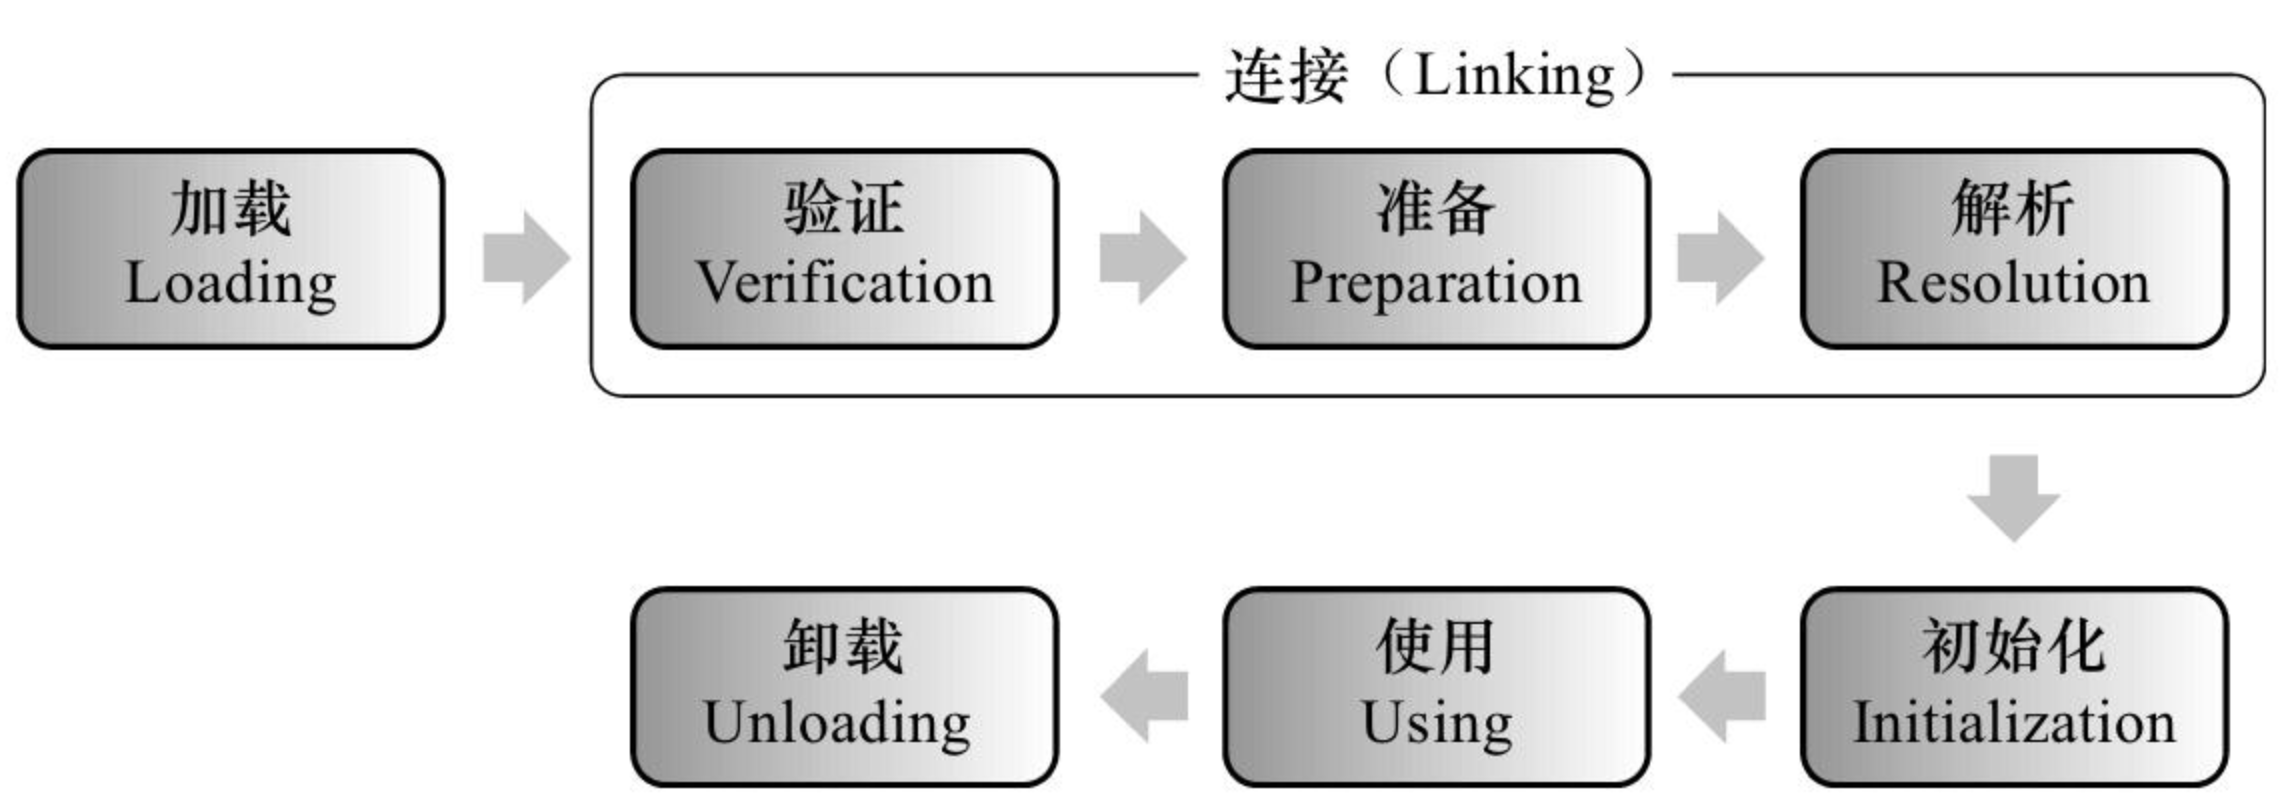 连接（Linking）
加载
Loading
验证
Verification
准备
Preparation
解析
Resolution
初始化
Initialization
使用
Using
卸载
Unloading